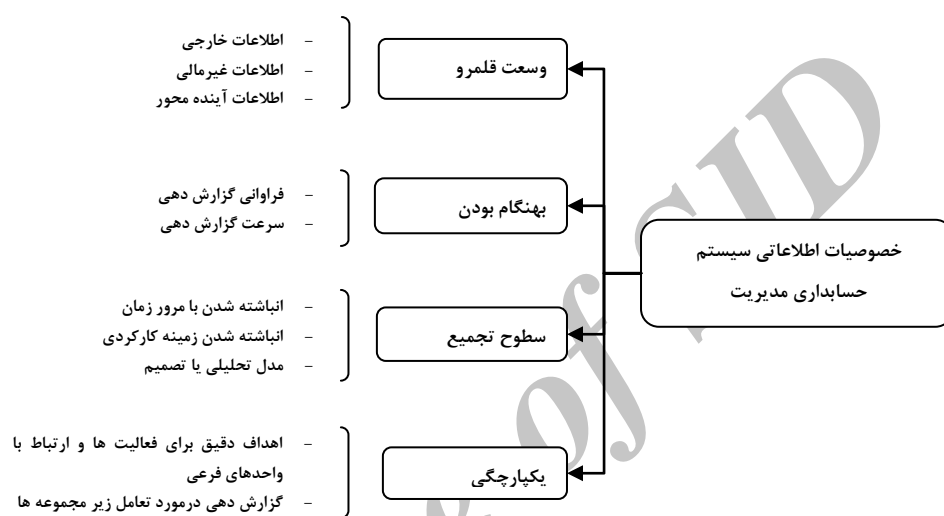 خصوصیات اطلاعاتی سیستم
حسابداری مدیریت
وسعت قلمرو
- اطلاعات خارجی
- اطلاعات غیرمالی
- اطلاعات آینده محور
بهنگام بودن
- فراوانی گزارش دهی
- سرعت گزارش دهی
سطوح تجمیع
- انباشته شدن با مرور زمان
- انباشته شدن زمینه کارکردی
- مدل تحلیلی یا تصمیم
یکپارچگی
- اهداف دقیق برای فعالیت ها و ارتباط با
واحدهای فرعی
- گزارش دهی درمورد تعامل زیر مجموعه ها
of SID